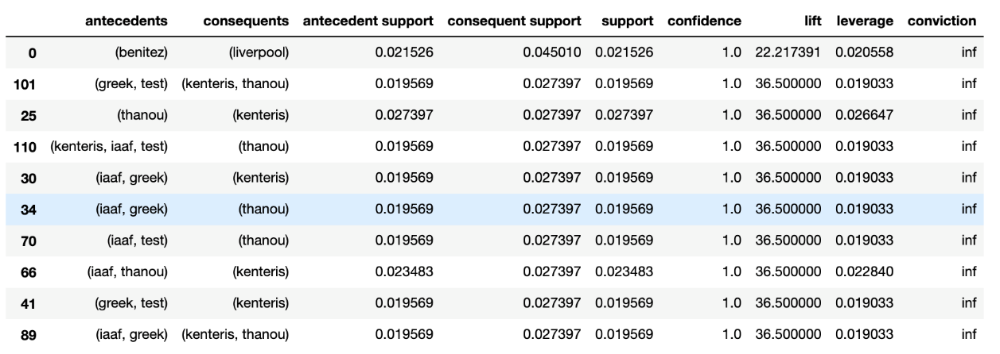 antecedents consequents antecedent support consequent support support confidence lift leverage conviction
0 (benitez) (liverpool) 0.021526 0.045010 0.021526 1.0 22.217391 0.020558 inf
101 (greek, test) (kenteris, thanou) 0.019569 0.027397 0.019569 1.0 36.500000 0.019033 inf
25 (thanou) (kenteris) 0.027397 0.027397 0.027397 1.0 36.500000 0.026647 inf
110 (kenteris, iaaf, test) (thanou) 0.019569 0.027397 0.019569 1.0 36.500000 0.019033 inf
30 (iaaf, greek) (kenteris) 0.019569 0.027397 0.019569 1.0 36.500000 0.019033 inf
34 (iaaf, greek) (thanou) 0.019569 0.027397 0.019569 1.0 36.500000 0.019033 inf
70 (iaaf, test) (thanou) 0.019569 0.027397 0.019569 1.0 36.500000 0.019033 inf
66 (iaaf, thanou) (kenteris) 0.023483 0.027397 0.023483 1.0 36.500000 0.022840 inf
41 (greek, test) (kenteris) 0.019569 0.027397 0.019569 1.0 36.500000 0.019033 inf
89 (iaaf, greek) (kenteris, thanou) 0.019569 0.027397 0.019569 1.0 36.500000 0.019033 inf